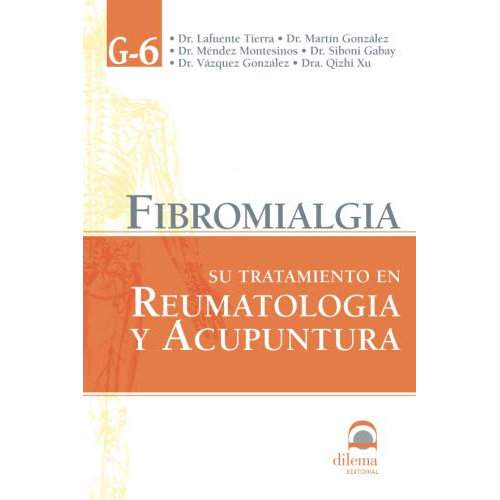 G-6
• Dr. Lafuente Tierra • Dr. Martín González
• Dr. Méndez Montesinos • Dr. Siboni Gabay
• Dr. Vázquez González • Dra. Qizhi Xu
FIBROMIALGIA
SU TRATAMIENTO EN
REUMATOLOGIA
Y ACUPUNTURA
dilema
EDITORIAL